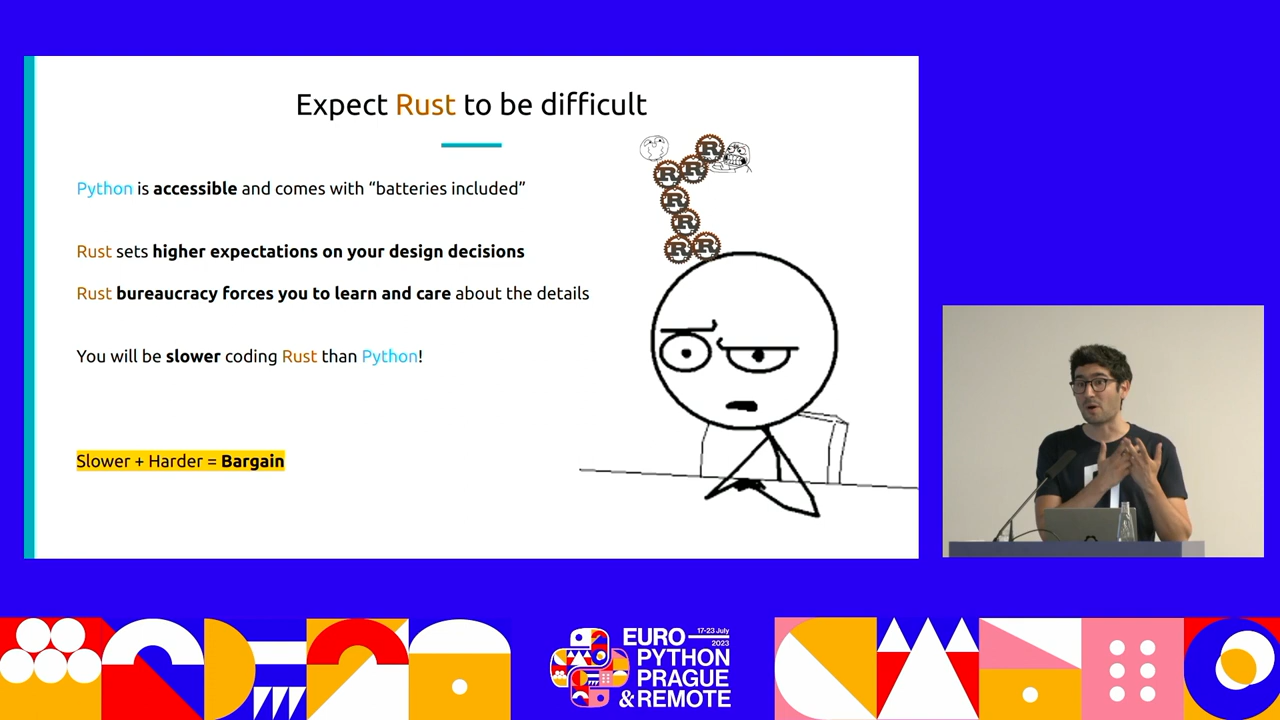 Expect Rust to be difficult
Python is accessible and comes with “batteries included”
Rust sets higher expectations on your design decisions
Rust bureaucracy forces you to learn and care about the details
You will be slower coding Rust than Python!
Slower + Harder = Bargain
R
R
R
R
R
R
R
EURO
17-23 July
2023
PYTHON
PRAGUE
& REMOTE